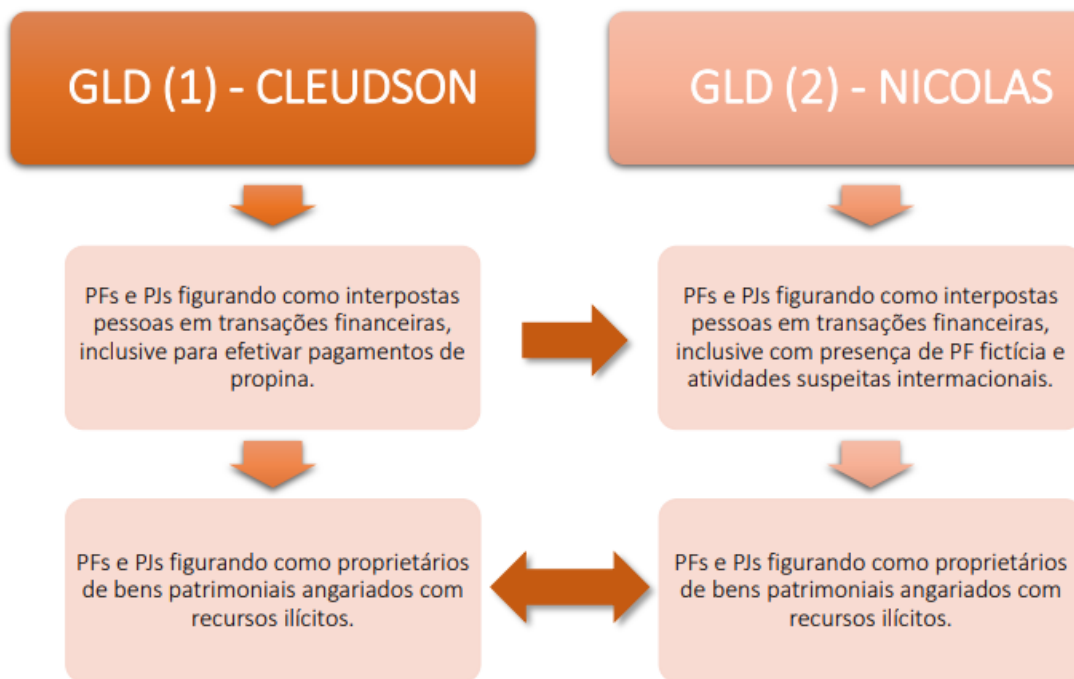 GLD (1) - CLEUDSON
GLD (2) - NICOLAS
PFs e PJs figurando como interpostas
pessoas em transações financeiras,
inclusive para efetivar pagamentos de
propina.
PFs e PJs figurando como interpostas
pessoas em transações financeiras,
inclusive com presença de PF fictícia e
atividades suspeitas intermacionais.
PFs e PJs figurando como proprietários
de bens patrimoniais angariados com
recursos ilícitos.
PFs e PJs figurando como proprietários
de bens patrimoniais angariados com
recursos ilícitos.